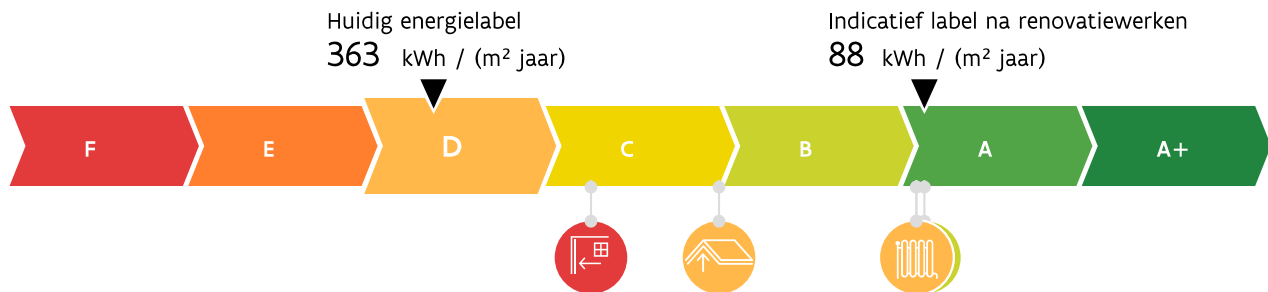 Huidig energielabel
363 kWh / (m² jaar)
Indicatief label na renovatiewerken
88 kWh / (m² jaar)
F E D C B A A+